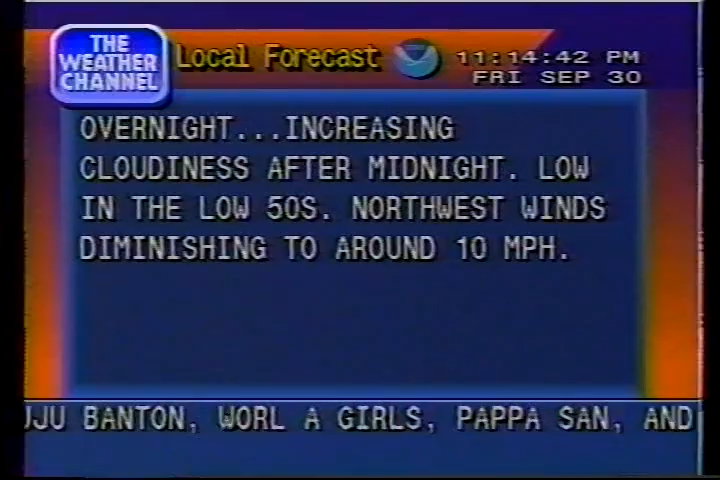 THE
WEATHER
CHANNEL
Local Forecast
11:14:42 PM
FRI SEP 30
OVERNIGHT...INCREASING
CLOUDINESS AFTER MIDNIGHT. LOW
IN THE LOW 50S. NORTHWEST WINDS
DIMINISHING TO AROUND 10 MPH.
UJU BANTON, WORL A GIRLS, PAPPA SAN, AND